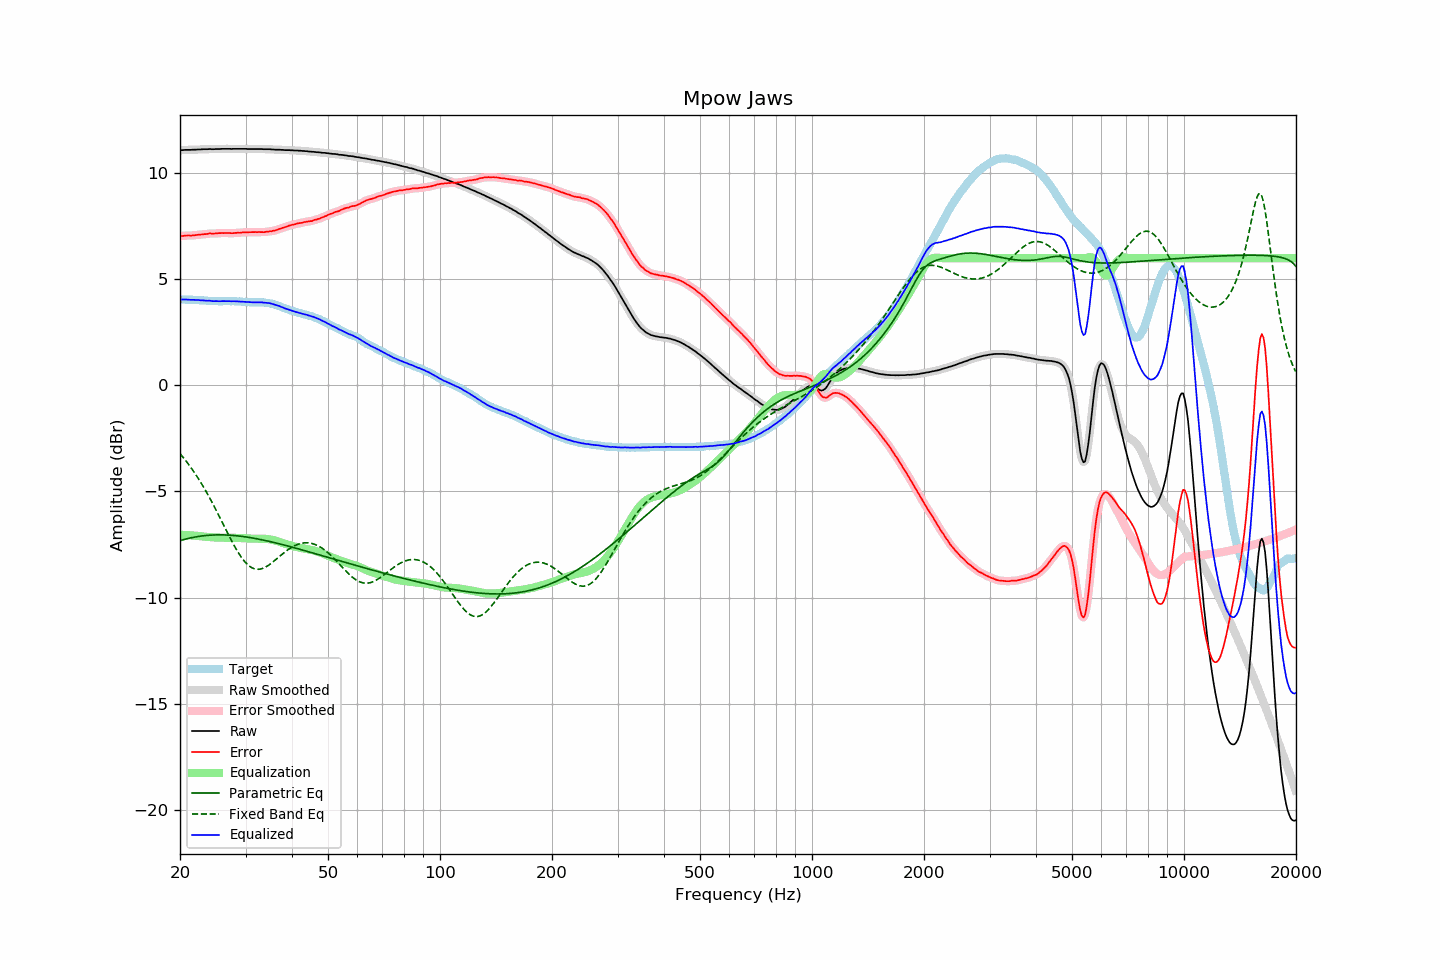 Mpow Jaws
Amplitude (dBr)
10
5
0
−5
−10
−15
−20
Target
Raw Smoothed
Error Smoothed
Raw
Error
Equalization
Parametric Eq
Fixed Band Eq
Equalized
20 50 100 200 500 1000 2000 5000 10000 20000
Frequency (Hz)